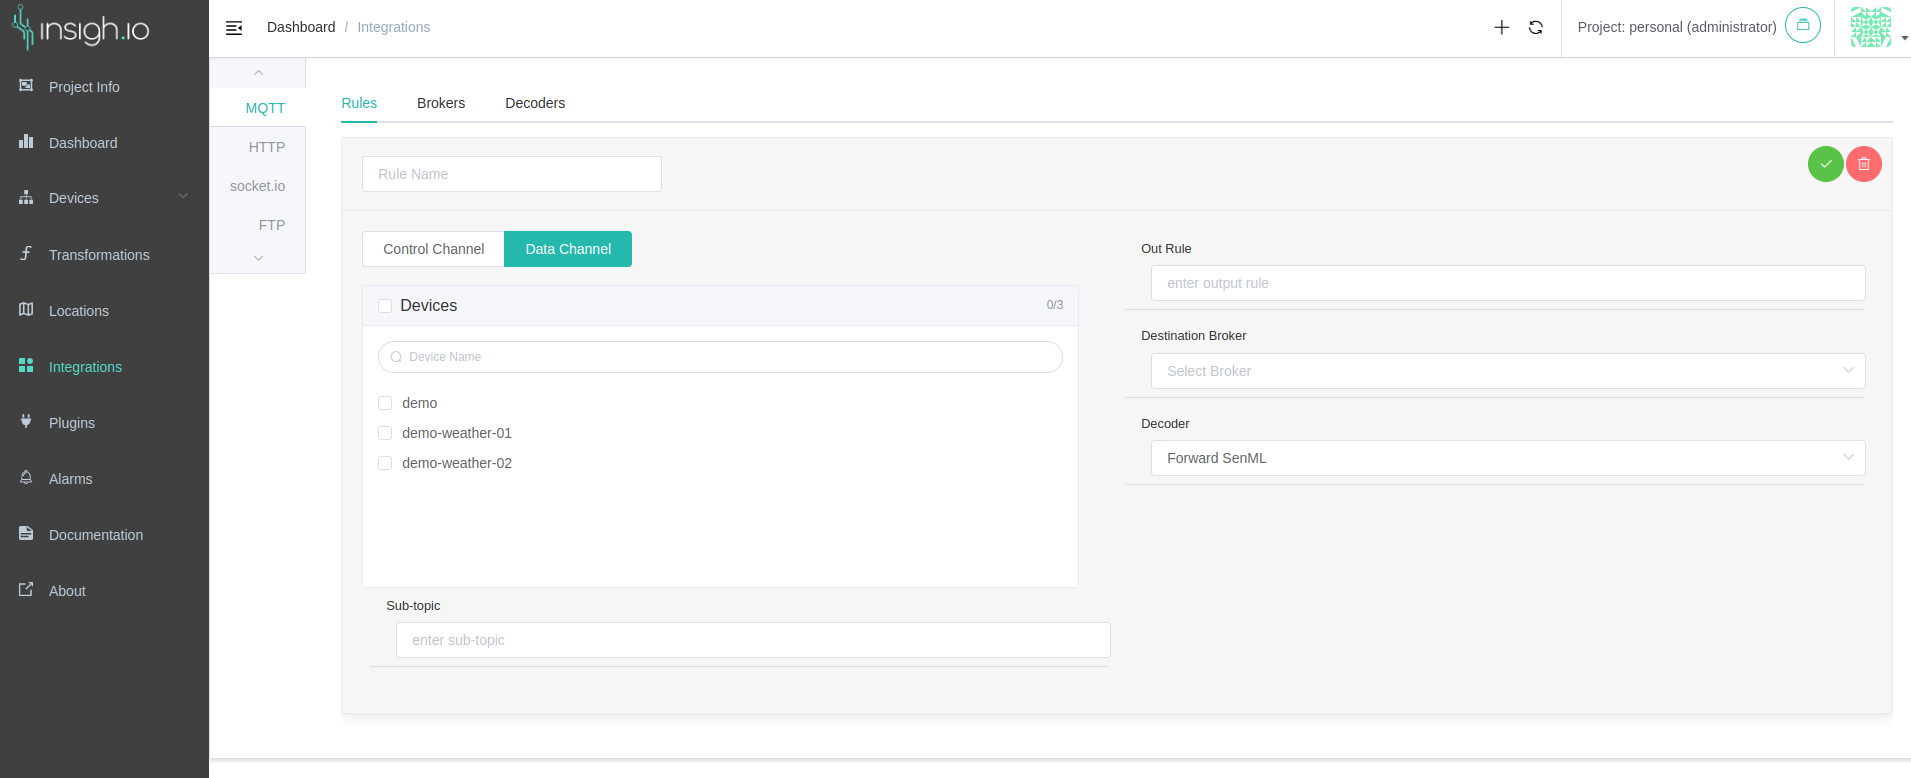 insigh.io
Project Info
Dashboard
Devices
Transformations
Locations
Integrations
Plugins
Alarms
Documentation
About
Dashboard / Integrations
Project: personal (administrator)
MQTT
HTTP
socket.io
FTP
Rules Brokers Decoders
Rule Name
Control Channel Data Channel
Devices 0/3
Device Name
demo
demo-weather-01
demo-weather-02
Sub-topic
enter sub-topic
Out Rule
enter output rule
Destination Broker
Select Broker
Decoder
Forward SenML